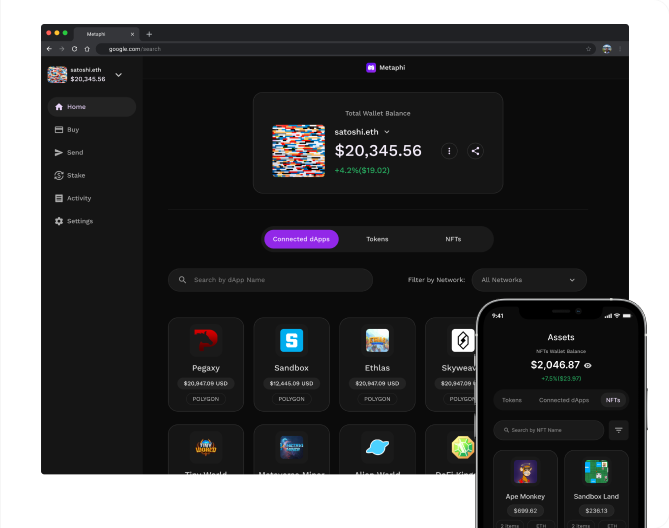 Metaphi
google.com/search
satoshi.eth
$20,345.56
Metaphi
Home
Buy
Send
Stake
Activity
Settings
Total Wallet Balance
satoshi.eth
$20,345.56
+4.2%($19.02)
Connected dApps
Tokens
NFTs
Search by dApp Name
Filter by Network:
All Networks
Pegaxy
$20,947.09 USD
POLYGON
Sandbox
$12,445.09 USD
POLYGON
Ethlas
$20,947.09 USD
POLYGON
Skyweav
$20,947.09 U
POLYGO
TINY WORLD
Tiny World
Metaverse Miner
Alien World
DeFi King
9:41
Assets
NFTs Wallet Balance
$2,046.87
+7.5%($23.97)
Tokens
Connected dApps
NFTs
Search by NFT Name
Ape Monkey
$699.62
2 items
ETH
Sandbox Land
$236.13
2 items
ETH